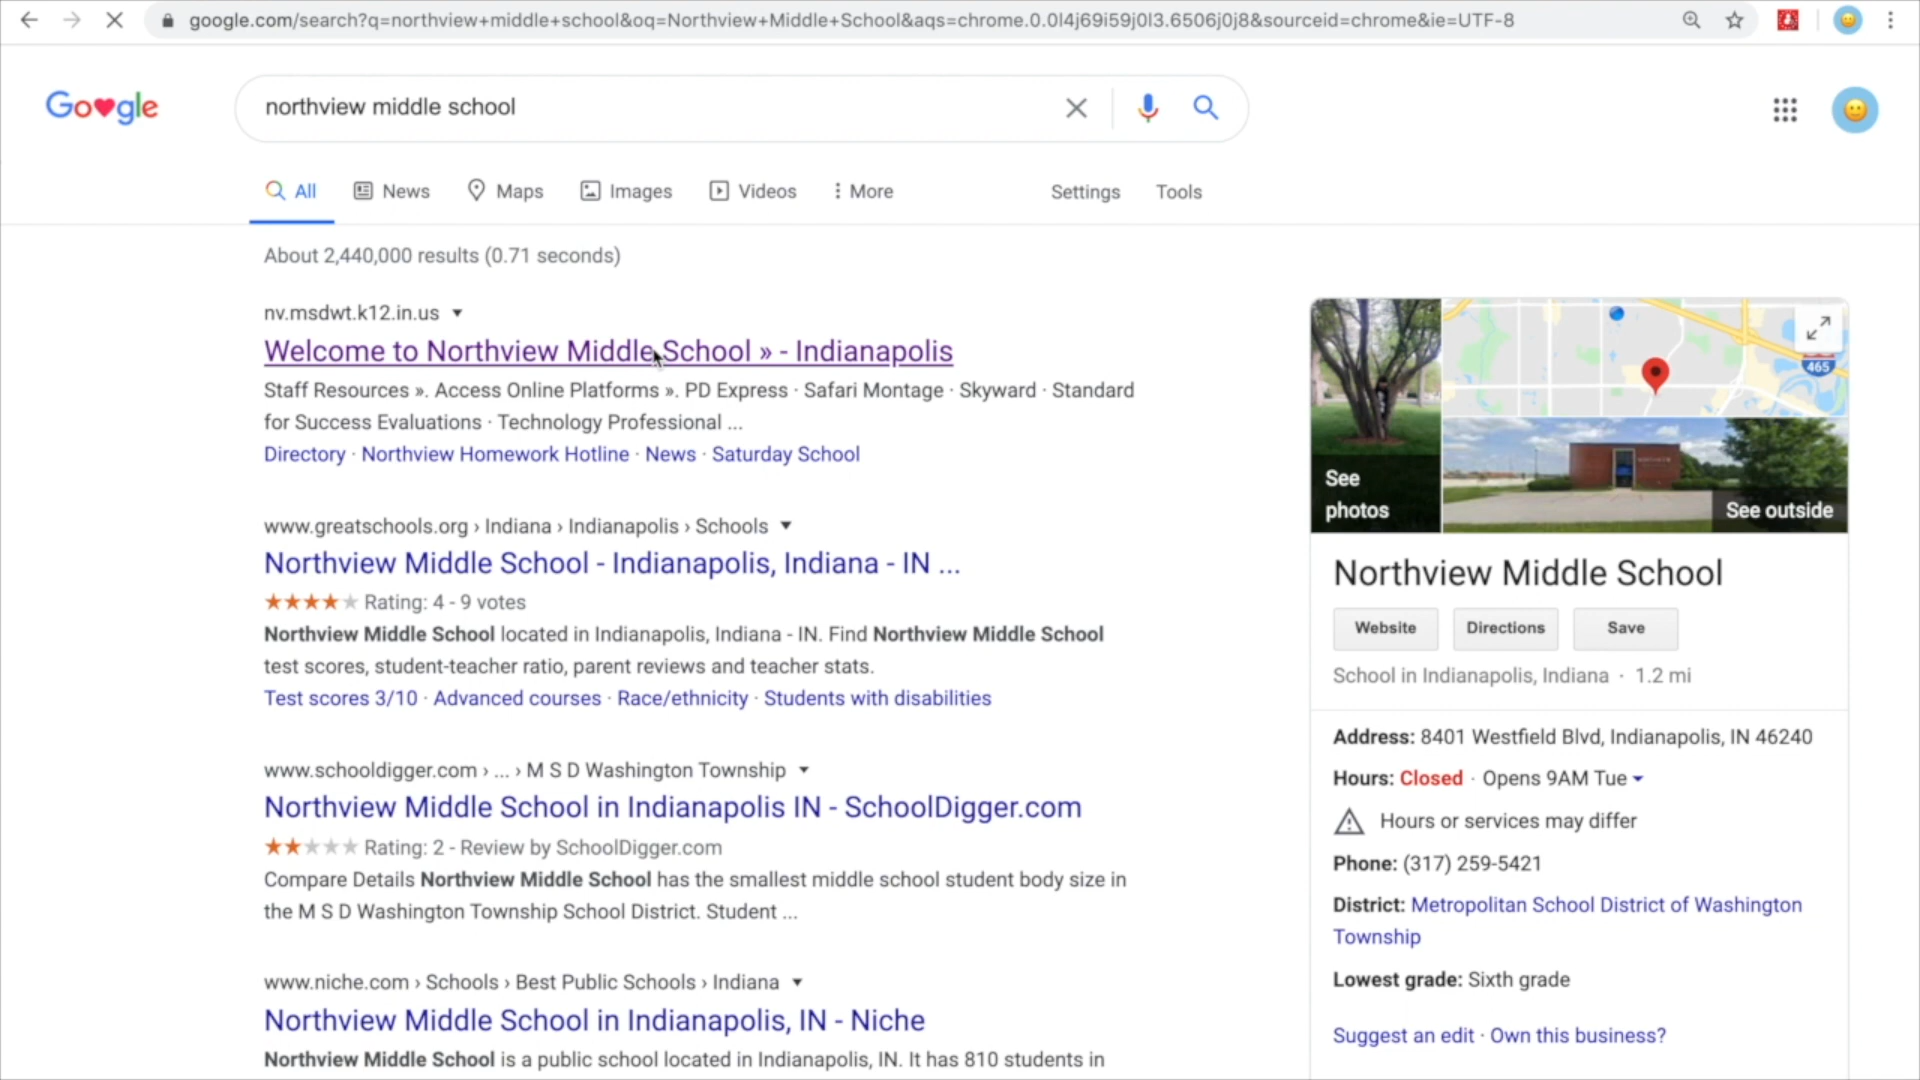 google.com/search?q=northview+middle+school&oq=Northview+Middle+School&aqs=chrome.0.0l4j69i59j0l3.6506j0j8&sourceid=chrome&ie=UTF-8
Go♥gle
northview middle school
All
News
Maps
Images
Videos
More
Settings
Tools
About 2,440,000 results (0.71 seconds)
nv.msdwt.k12.in.us
Welcome to Northview Middle School » - Indianapolis
Staff Resources ». Access Online Platforms ». PD Express · Safari Montage · Skyward · Standard
for Success Evaluations · Technology Professional ...
Directory · Northview Homework Hotline · News · Saturday School
www.greatschools.org › Indiana › Indianapolis › Schools
Northview Middle School - Indianapolis, Indiana - IN ...
Rating: 4 - 9 votes
Northview Middle School located in Indianapolis, Indiana - IN. Find Northview Middle School
test scores, student-teacher ratio, parent reviews and teacher stats.
Test scores 3/10 · Advanced courses · Race/ethnicity · Students with disabilities
www.schooldigger.com › ... › M S D Washington Township
Northview Middle School in Indianapolis IN - SchoolDigger.com
Rating: 2 - Review by SchoolDigger.com
Compare Details Northview Middle School has the smallest middle school student body size in
the M S D Washington Township School District. Student ...
www.niche.com › Schools › Best Public Schools › Indiana
Northview Middle School in Indianapolis, IN - Niche
Northview Middle School is a public school located in Indianapolis, IN. It has 810 students in
465
See
photos
See outside
Northview Middle School
Website
Directions
Save
School in Indianapolis, Indiana · 1.2 mi
Address: 8401 Westfield Blvd, Indianapolis, IN 46240
Hours: Closed · Opens 9AM Tue
Hours or services may differ
Phone: (317) 259-5421
District: Metropolitan School District of Washington
Township
Lowest grade: Sixth grade
Suggest an edit · Own this business?